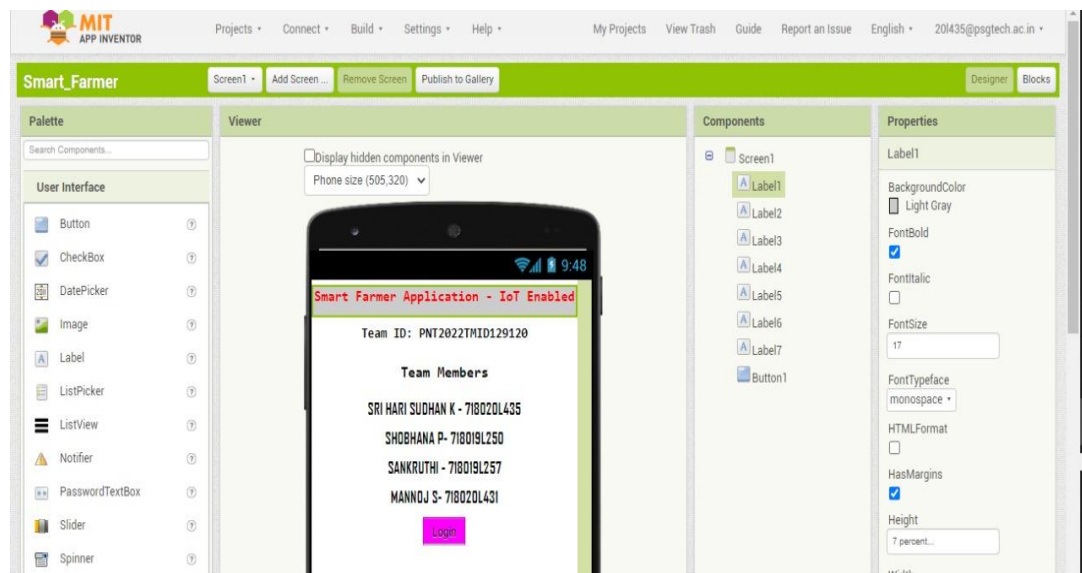 MIT
APP INVENTOR
Projects Connect Build Settings Help My Projects View Trash Guide Report an Issue English 20l435@psgtech.ac.in
Smart_Farmer Screen1 Add Screen ... Remove Screen Publish to Gallery Designer Blocks
Palette
Search Components...
User Interface
Button
CheckBox
DatePicker
Image
Label
ListPicker
ListView
Notifier
PasswordTextBox
Slider
Spinner
Viewer
Display hidden components in Viewer
Phone size (505,320)
9:48
Smart Farmer Application - IoT Enabled
Team ID: PNT2022TMID129120
Team Members
SRI HARI SUDHAN K - 718020L435
SHOBHANA P- 718019L250
SANKRUTHI - 718019L257
MANNOJ S- 718020L431
Login
Components
Screen1
Label1
Label2
Label3
Label4
Label5
Label6
Label7
Button1
Properties
Label1
BackgroundColor
Light Gray
FontBold
FontItalic
FontSize
17
FontTypeface
monospace
HTMLFormat
HasMargins
Height
7 percent...